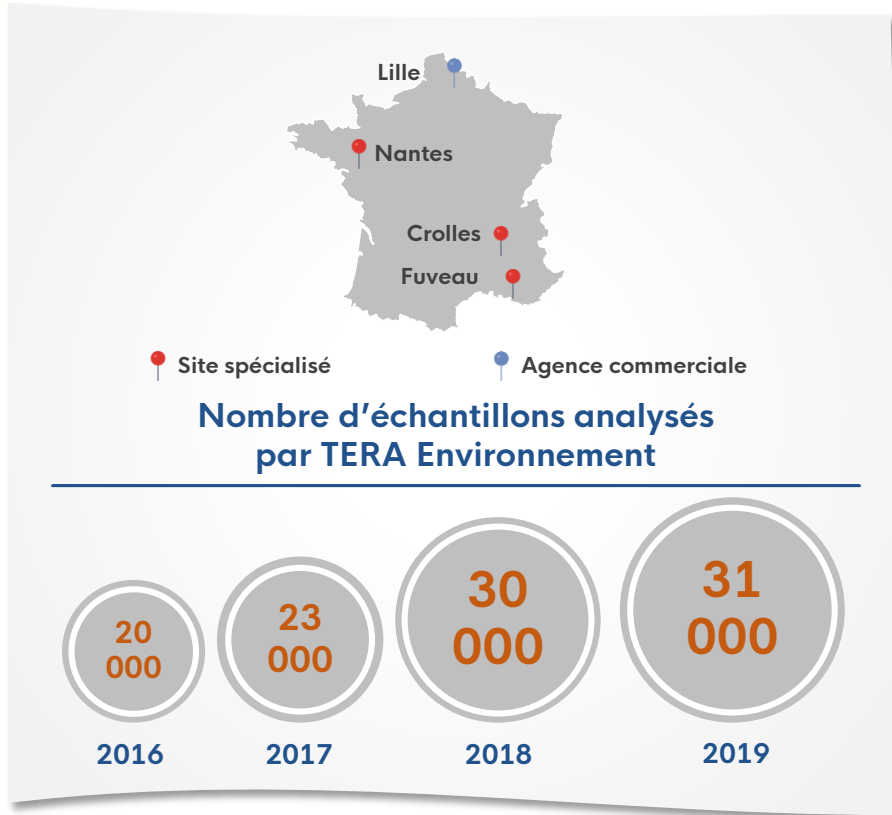 Lille
Nantes
Crolles
Fuveau
Site spécialisé
Agence commerciale
Nombre d’échantillons analysés
par TERA Environnement
20
000
23
000
30
000
31
000
2016
2017
2018
2019